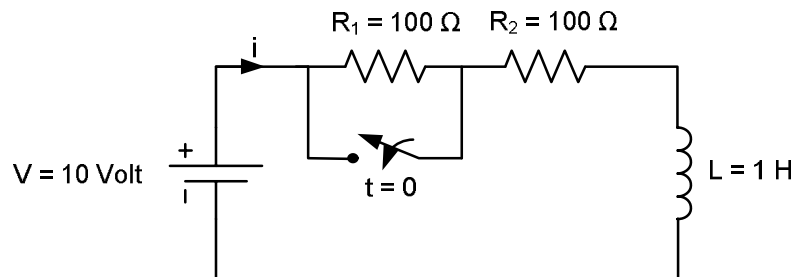 R₁ = 100 Ω
R₂ = 100 Ω
i
+
V = 10 Volt
L = 1 H
t = 0